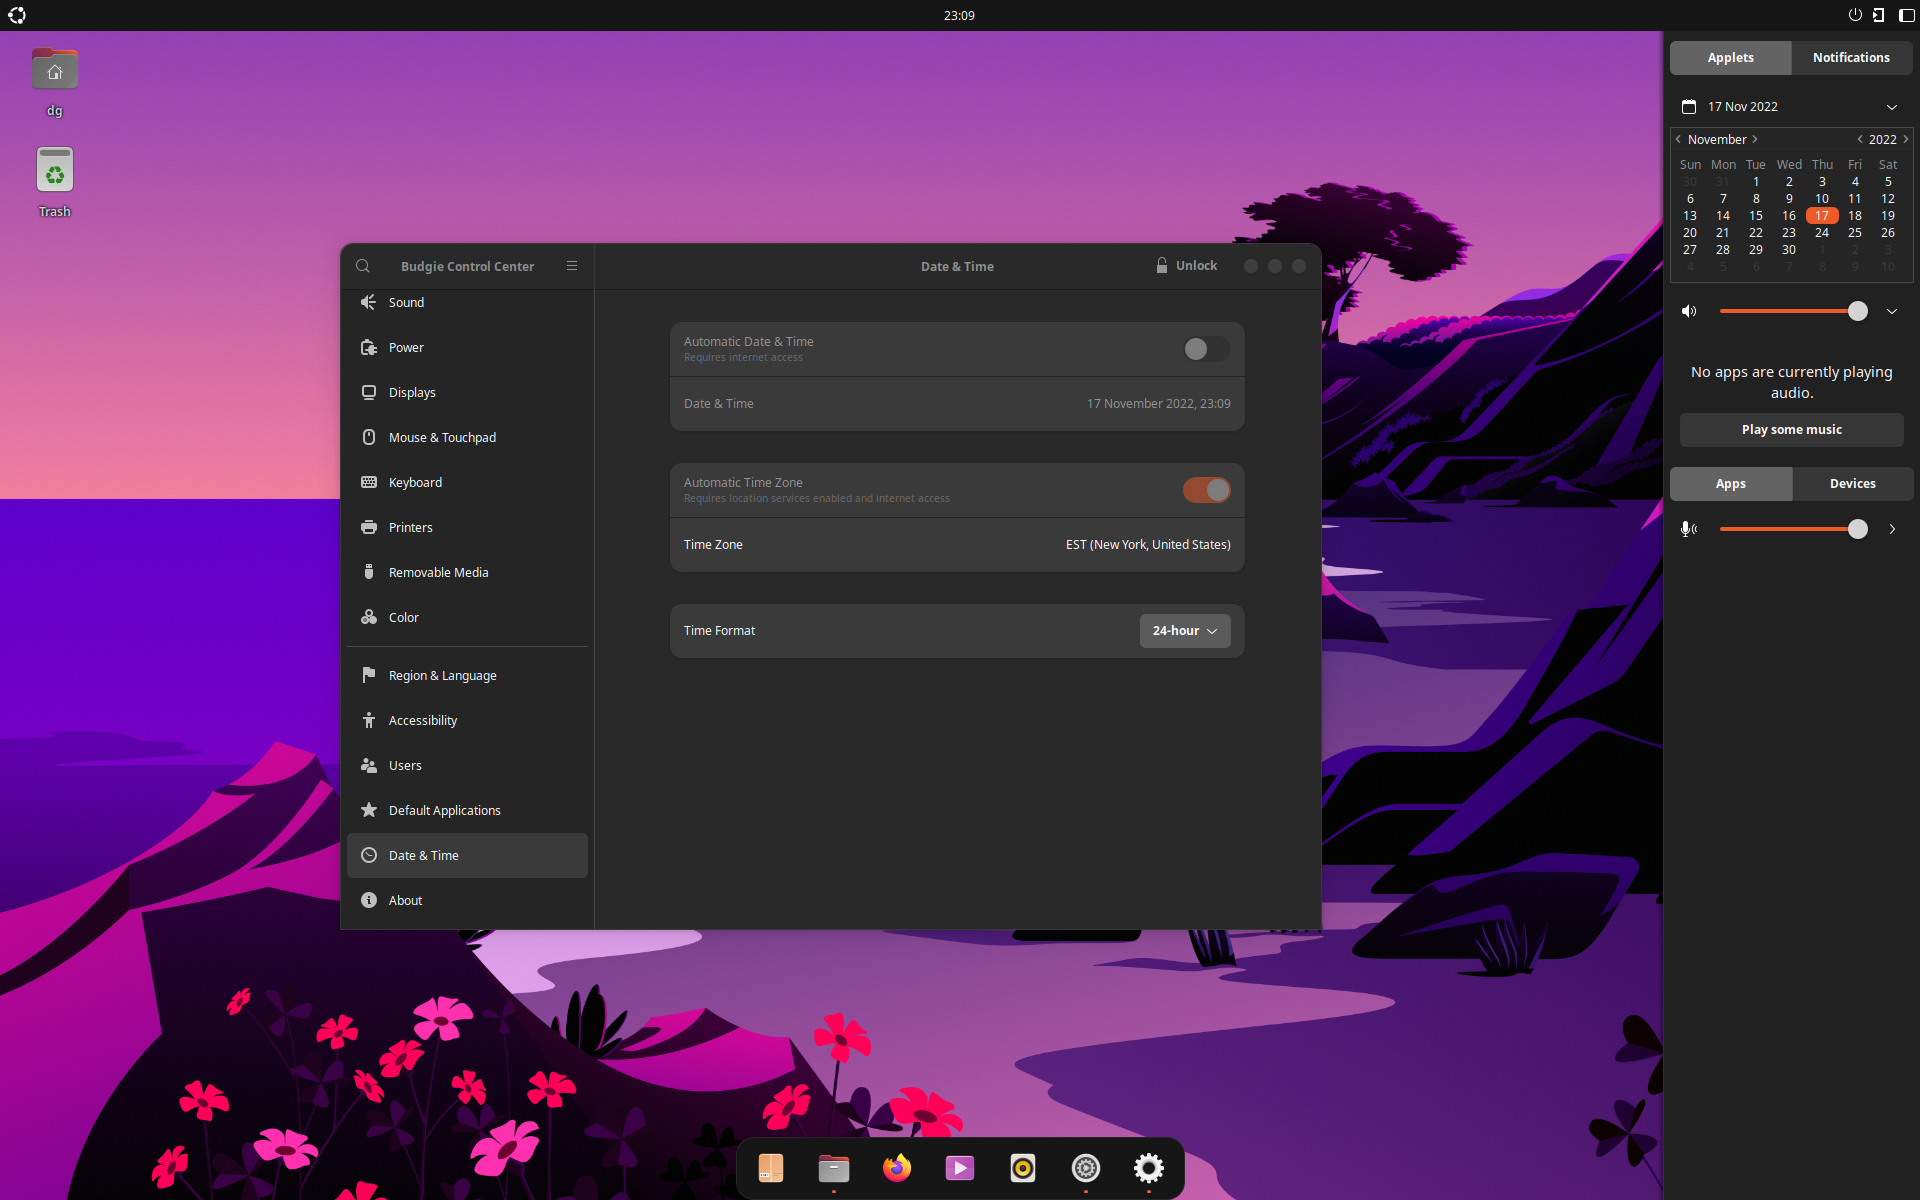 23:09
dg
Trash
Budgie Control Center
Sound
Power
Displays
Mouse & Touchpad
Keyboard
Printers
Removable Media
Color
Region & Language
Accessibility
Users
Default Applications
Date & Time
About
Date & Time
Unlock
Automatic Date & Time
Requires internet access
Date & Time 17 November 2022, 23:09
Automatic Time Zone
Requires location services enabled and internet access
Time Zone EST (New York, United States)
Time Format 24-hour
Applets Notifications
17 Nov 2022
November 2022
Sun Mon Tue Wed Thu Fri Sat
30 31 1 2 3 4 5
6 7 8 9 10 11 12
13 14 15 16 17 18 19
20 21 22 23 24 25 26
27 28 29 30 1 2 3
4 5 6 7 8 9 10
No apps are currently playing
audio.
Play some music
Apps Devices